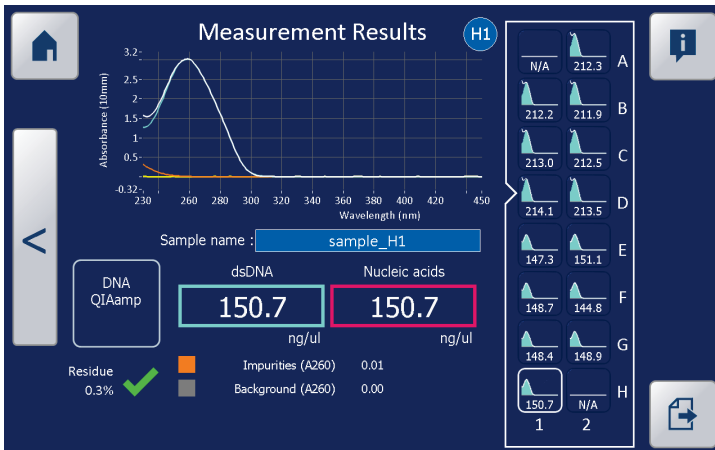 Measurement Results
H1
Absorbance (10mm)
3.2
2.5
2
1.5
1
0.5
-0.32
230 260 280 300 320 340 360 380 400 420 450
Wavelength (nm)
Sample name : sample_H1
<
DNA
QIAamp
dsDNA Nucleic acids
150.7 150.7
ng/ul ng/ul
Residue
0.3%
Impurities (A260) 0.01
Background (A260) 0.00
N/A 212.3 A
212.2 211.9 B
213.0 212.5 C
214.1 213.5 D
147.3 151.1 E
148.7 144.8 F
148.4 148.9 G
150.7 N/A H
1 2
i